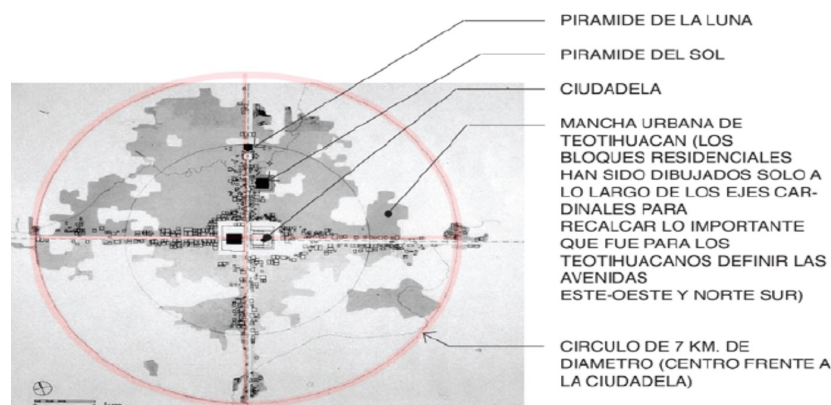 PIRAMIDE DE LA LUNA
PIRAMIDE DEL SOL
CIUDADELA
MANCHA URBANA DE
TEOTIHUACAN (LOS
BLOQUES RESIDENCIALES
HAN SIDO DIBUJADOS SOLO A
LO LARGO DE LOS EJES CAR-
DINALES PARA
RECALCAR LO IMPORTANTE
QUE FUE PARA LOS
TEOTIHUACANOS DEFINIR LAS
AVENIDAS
ESTE-OESTE Y NORTE SUR)
CIRCULO DE 7 KM. DE
DIAMETRO (CENTRO FRENTE A
LA CIUDADELA)